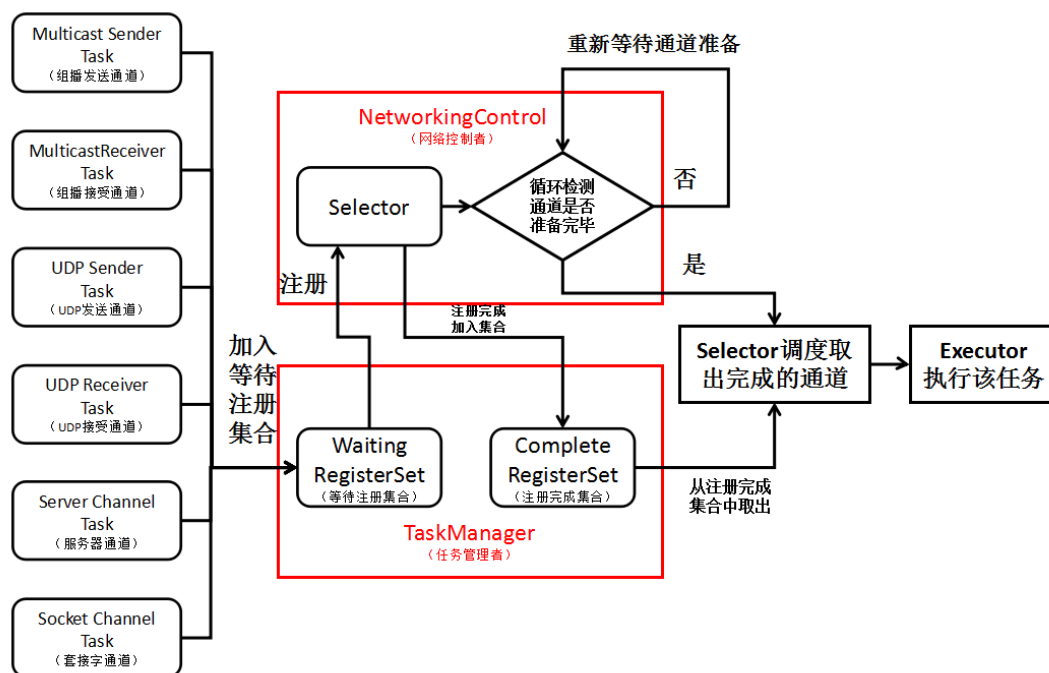 Multicast Sender
Task
（组播发送通道）
MulticastReceiver
Task
（组播接受通道）
UDP Sender
Task
（UDP发送通道）
UDP Receiver
Task
（UDP接受通道）
Server Channel
Task
（服务器通道）
Socket Channel
Task
（套接字通道）
加入
等待
注册
集合
重新等待通道准备
NetworkingControl
（网络控制者）
Selector
循环检测
通道是否
准备完毕
否
是
注册
注册完成
加入集合
Waiting
RegisterSet
（等待注册集合）
Complete
RegisterSet
（注册完成集合）
TaskManager
（任务管理者）
从注册完成
集合中取出
Selector调度取
出完成的通道
Executor
执行该任务